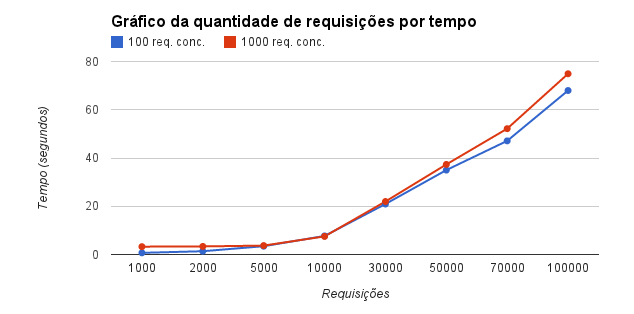 Gráfico da quantidade de requisições por tempo
100 req. conc.
1000 req. conc.
80
60
40
20
0
Tempo (segundos)
1000 2000 5000 10000 30000 50000 70000 100000
Requisições